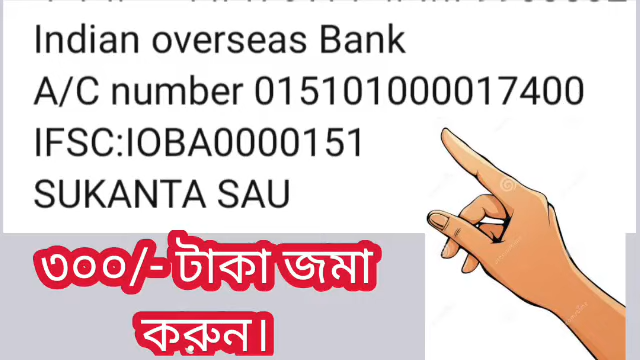 Indian overseas Bank
A/C number 015101000017400
IFSC:IOBA0000151
SUKANTA SAU
৩০০/- টাকা জমা
করুন।